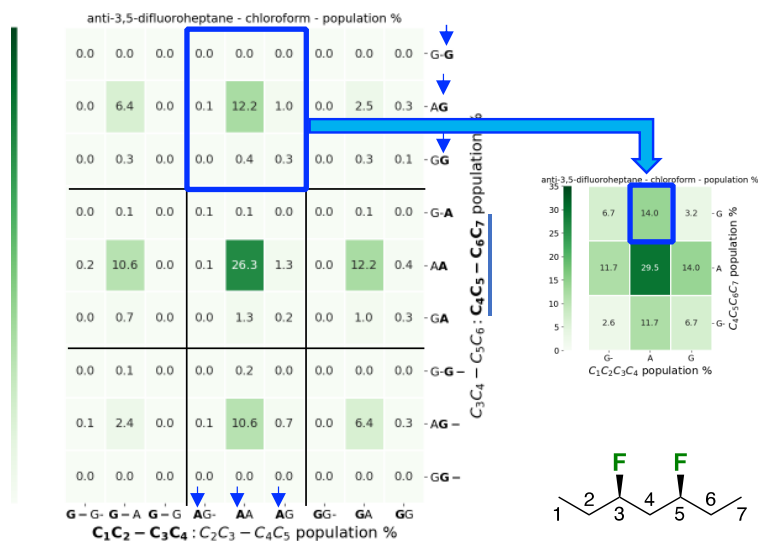 anti-3,5-difluoroheptane - chloroform - population %
0.0 0.0 0.0 0.0 0.0 0.0 0.0 0.0 0.0 G-G
0.0 6.4 0.0 0.1 12.2 1.0 0.0 2.5 0.3 AG
0.0 0.3 0.0 0.0 0.4 0.3 0.0 0.3 0.1 GG
0.0 0.1 0.0 0.1 0.1 0.0 0.0 0.1 0.0 G-A
0.2 10.6 0.0 0.1 26.3 1.3 0.0 12.2 0.4 AA
0.0 0.7 0.0 0.0 1.3 0.2 0.0 1.0 0.0 GA
0.0 0.1 0.0 0.0 0.2 0.0 0.0 0.0 0.0 G-G-
0.1 2.4 0.0 0.1 10.6 0.7 0.0 6.4 0.3 AG-
0.0 0.0 0.0 0.0 0.0 0.0 0.0 0.0 0.0 GG-
G-G- G-A G-G AG- AA AG GG- GA GG
C₁C₂ − C₃C₄ : C₂C₃ − C₄C₅ population %
C₃C₄ − C₅C₆ : C₄C₅ − C₆C₇ population %
anti-3,5-difluoroheptane - chloroform - population %
35
30
25
20
15
10
5
0
6.7 14.0 3.2 G
11.7 29.5 14.0 A
2.6 11.7 6.7 G-
G- A G
C₁C₂C₃C₄ population %
C₄C₅C₆C₇ population %
F F
2 4 6
1 3 5 7